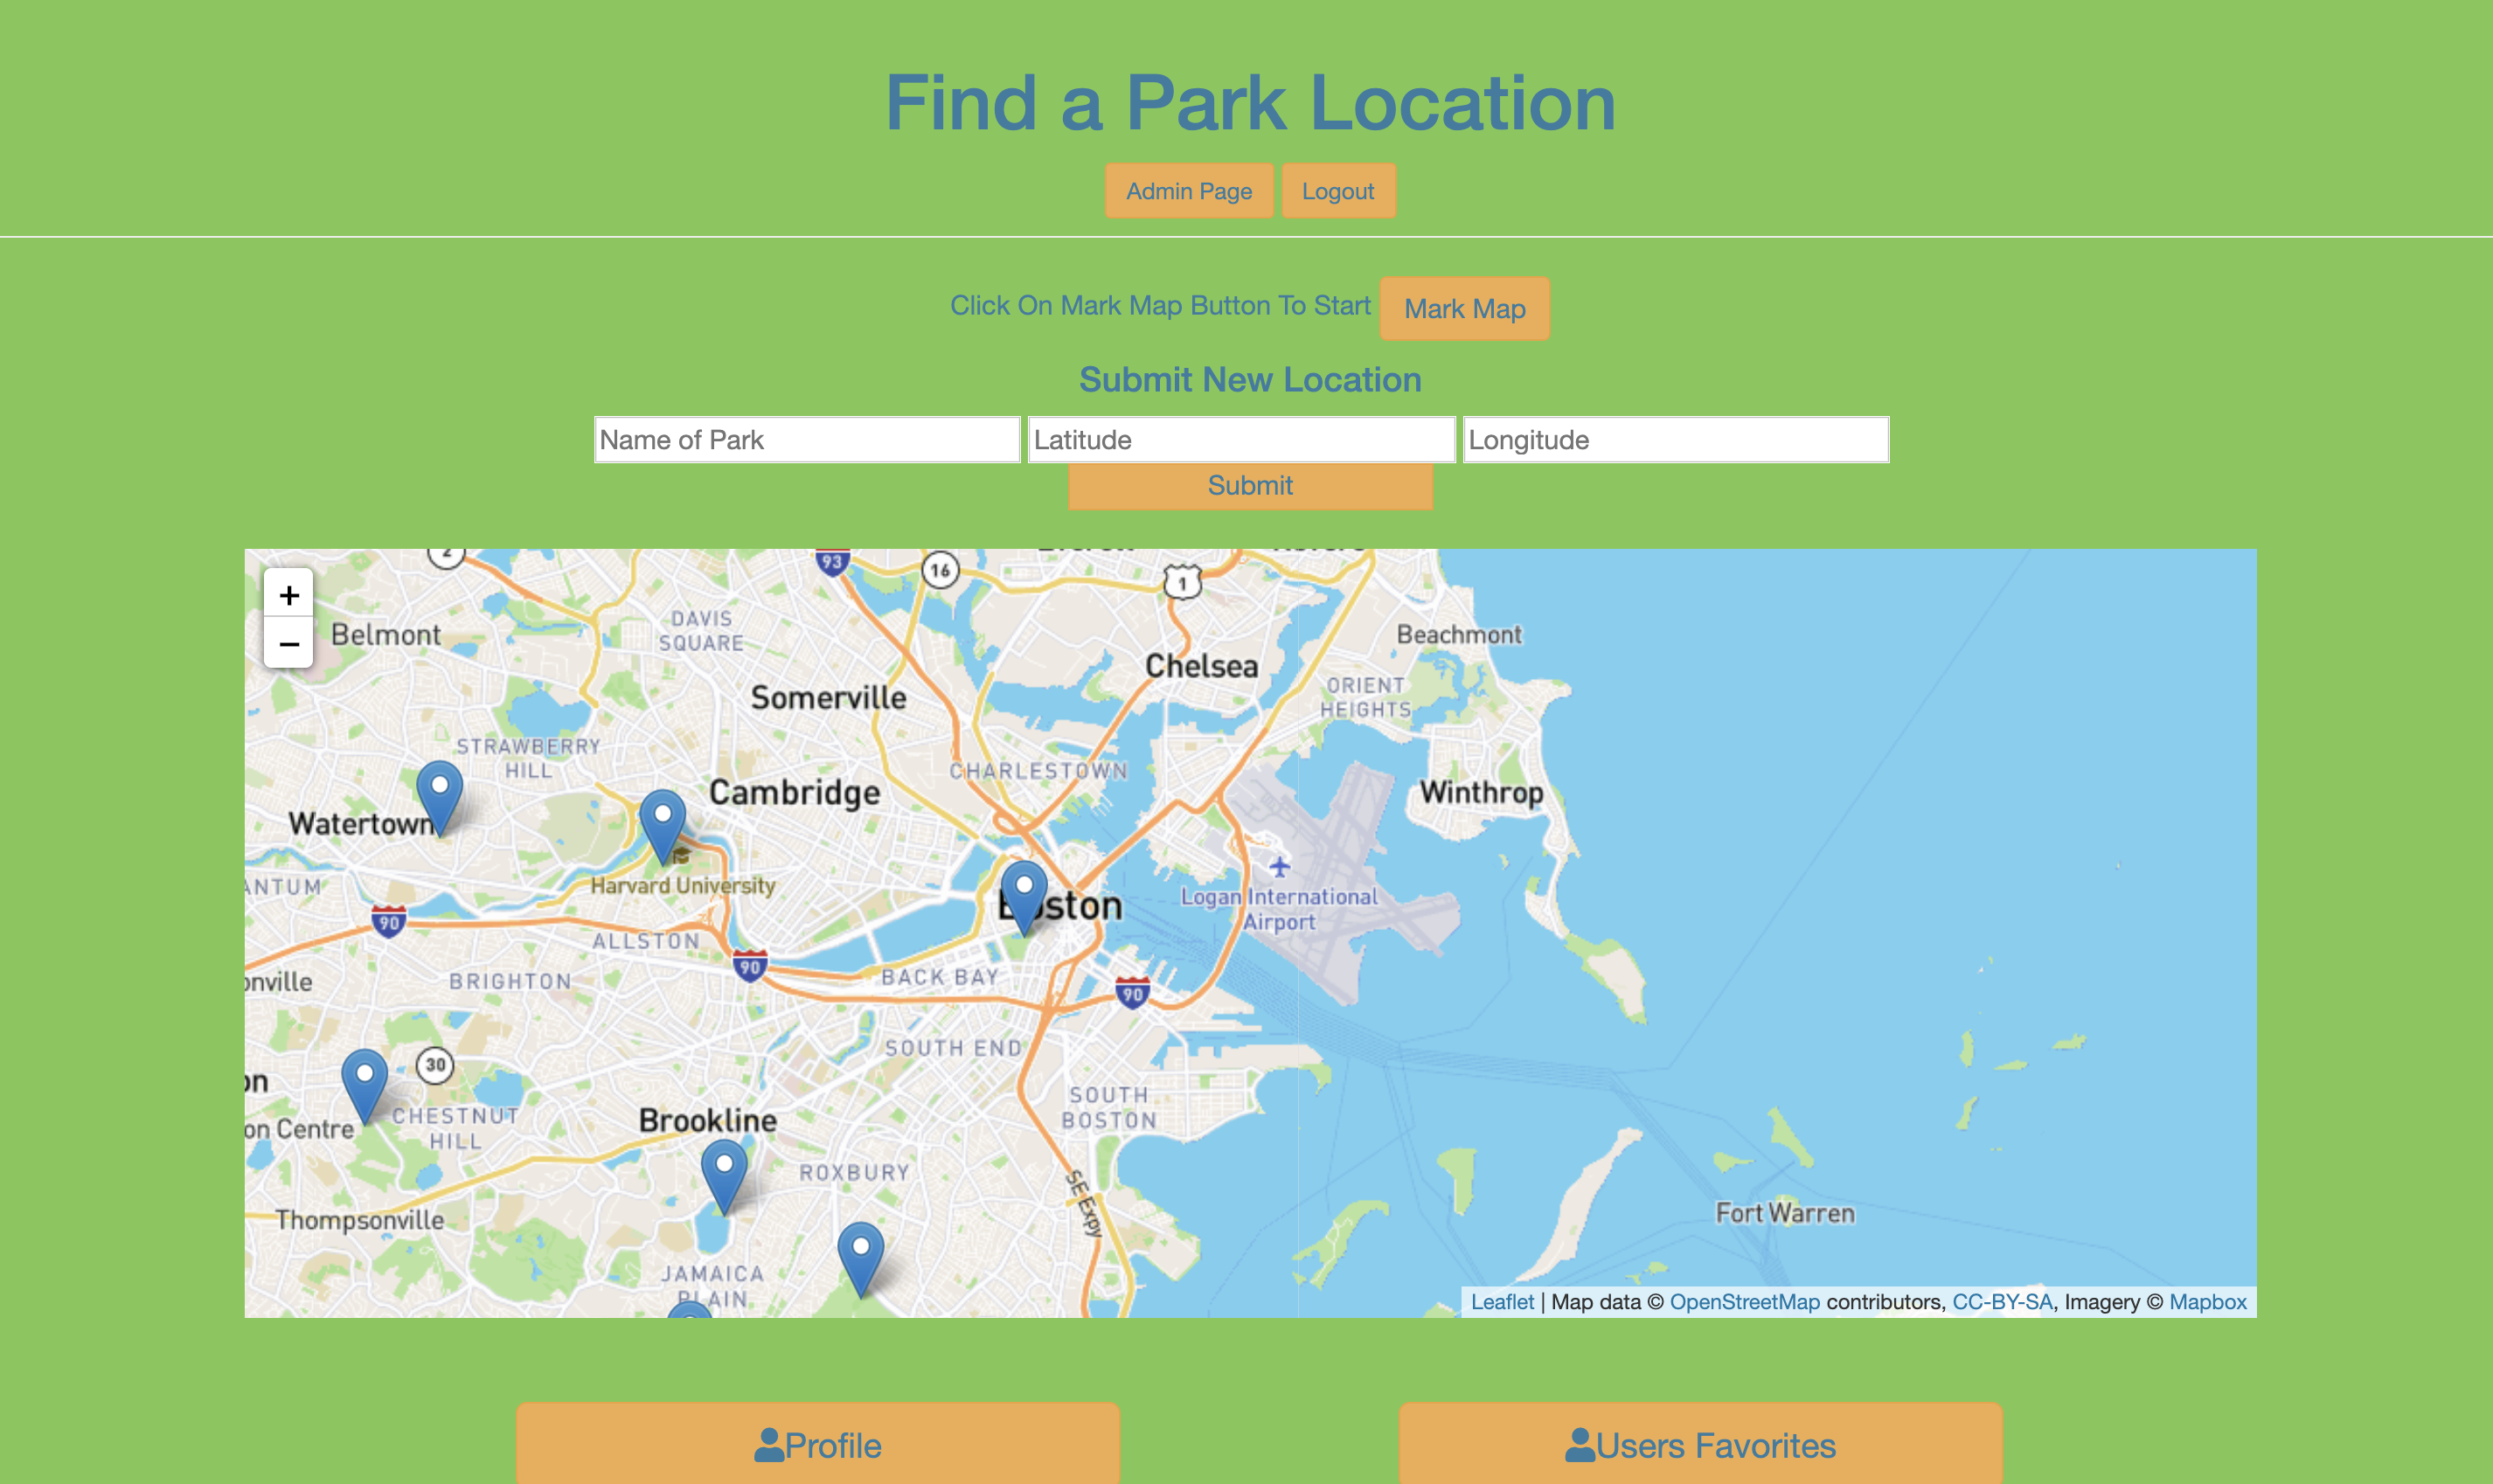 Find a Park Location
Admin Page Logout
Click On Mark Map Button To Start Mark Map
Submit New Location
Name of Park Latitude Longitude
Submit
2
93
16
1
+
−
Belmont
DAVIS
SQUARE
Beachmont
Chelsea
Somerville
ORIENT
HEIGHTS
STRAWBERRY
HILL
CHARLESTOWN
Cambridge
Winthrop
Watertown
Harvard University
ANTUM
Boston
Logan International
Airport
90
ALLSTON
90
BACK BAY
90
onville
BRIGHTON
SOUTH END
30
on
SOUTH
BOSTON
CHESTNUT
HILL
on Centre
Brookline
ROXBURY
SE Expy
Thompsonville
Fort Warren
JAMAICA
PLAIN
Leaflet | Map data © OpenStreetMap contributors, CC-BY-SA, Imagery © Mapbox
Profile Users Favorites